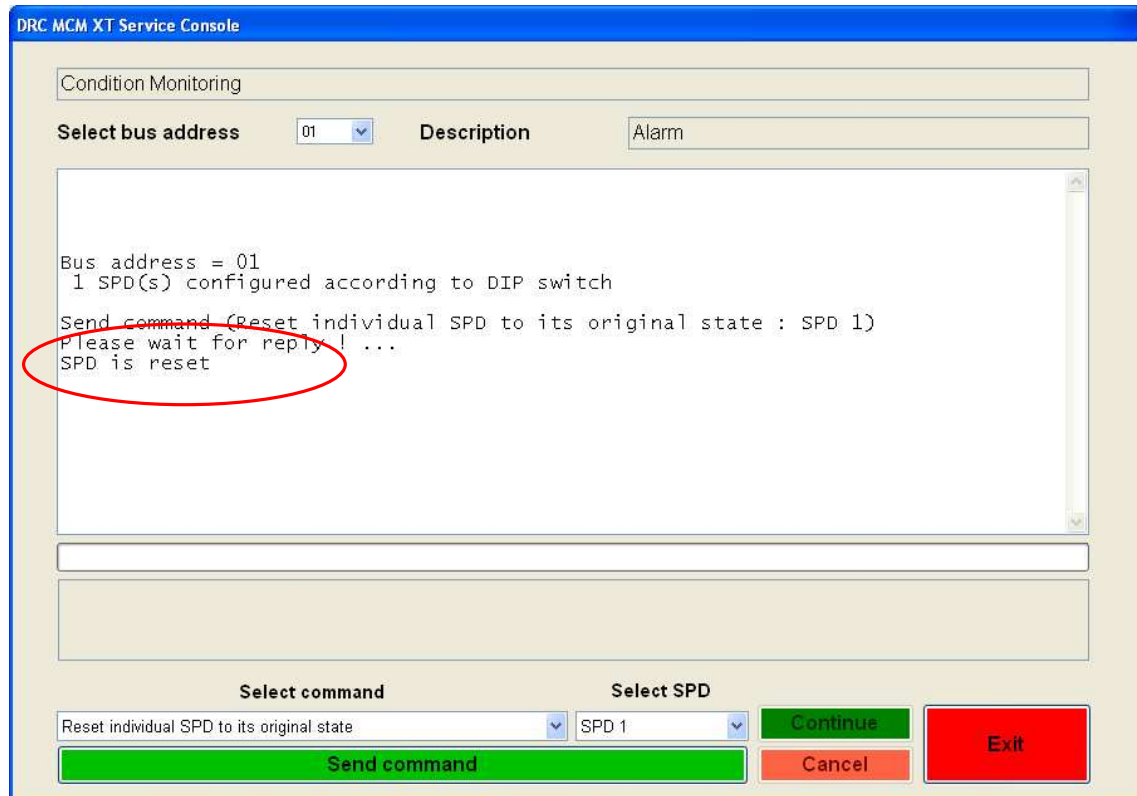 DRC MCM XT Service Console
Condition Monitoring
Select bus address 01 Description Alarm
Bus address = 01
1 SPD(s) configured according to DIP switch
Send command (Reset individual SPD to its original state : SPD 1)
Please wait for reply ! ...
SPD is reset
Select command Select SPD
Reset individual SPD to its original state SPD 1 Continue
Exit
Send command Cancel